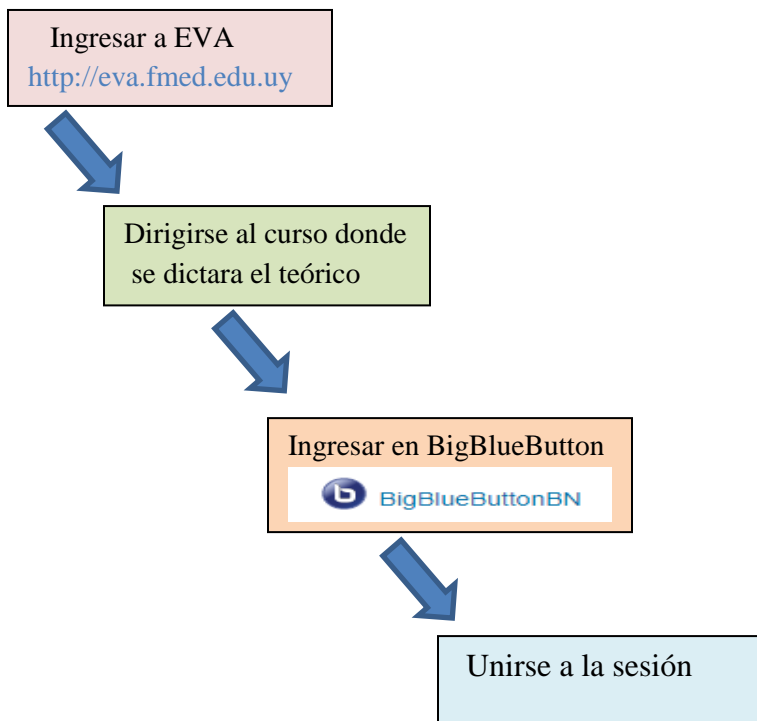 Ingresar a EVA
http://eva.fmed.edu.uy
Dirigirse al curso donde
se dictara el teórico
Ingresar en BigBlueButton
b BigBlueButtonBN
Unirse a la sesión